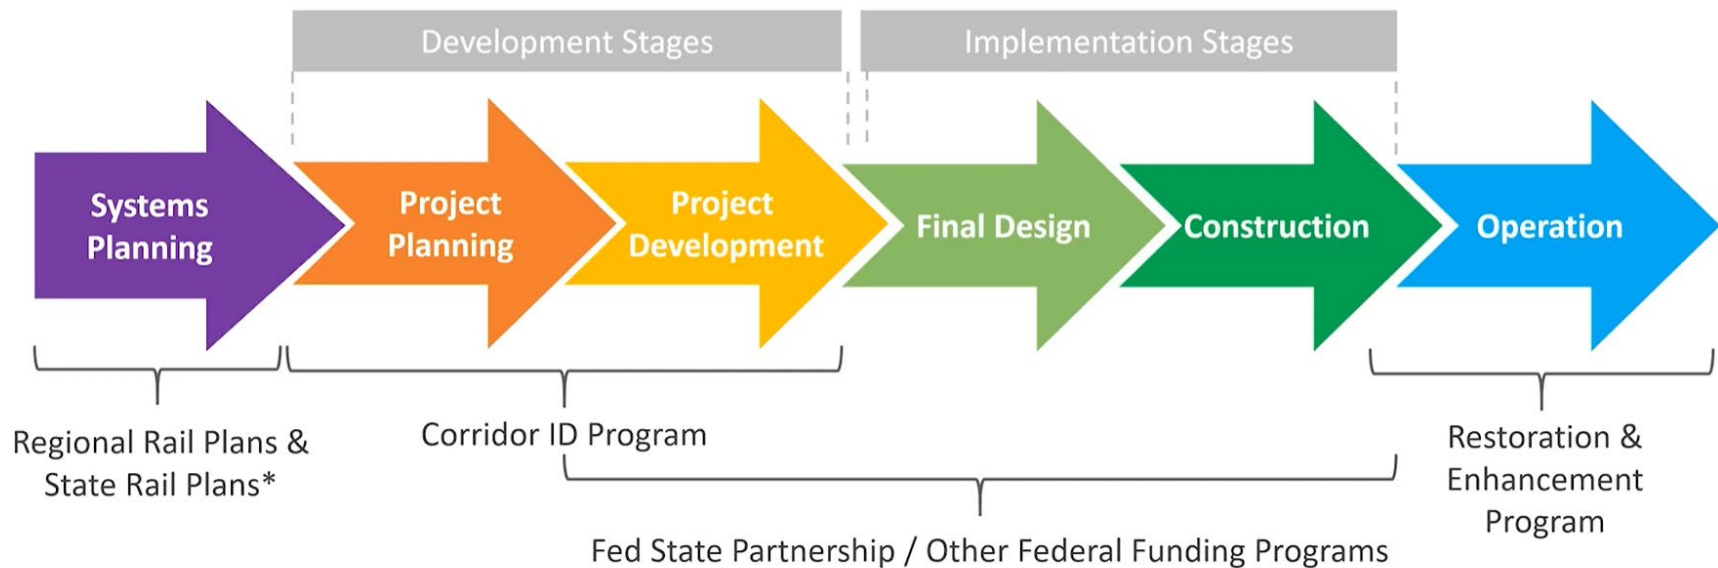 Development Stages
Implementation Stages
Systems
Planning
Project
Planning
Project
Development
Final Design
Construction
Operation
Regional Rail Plans &
State Rail Plans*
Corridor ID Program
Restoration &
Enhancement
Program
Fed State Partnership / Other Federal Funding Programs